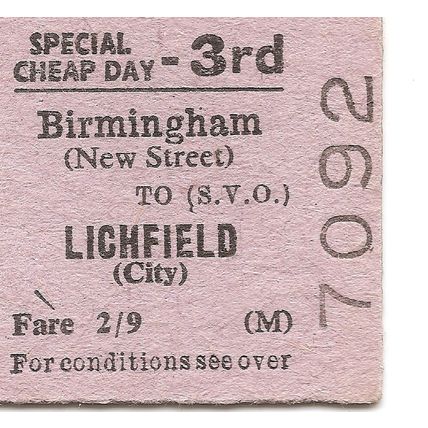 SPECIAL
CHEAP DAY - 3rd
Birmingham
(New Street)
TO (S.V.O.)
LICHFIELD
(City)
Fare 2/9 (M)
For conditions see over
7092